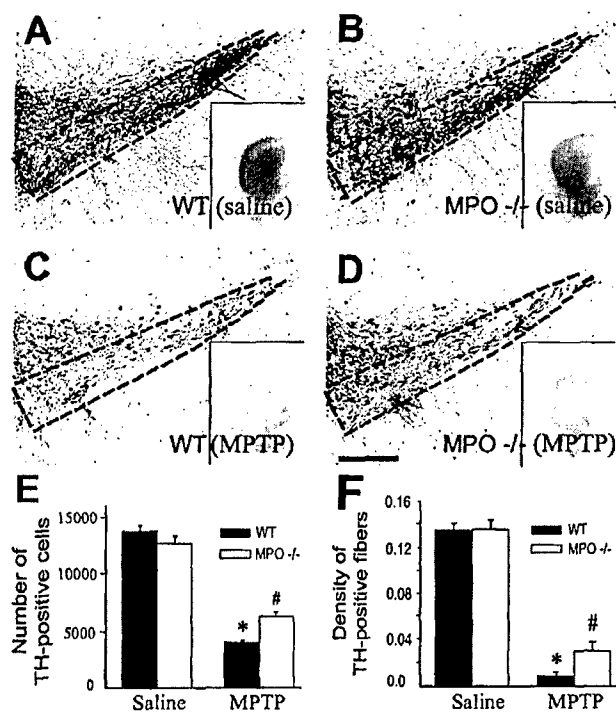 A
B
WT (saline)
MPO -/- (saline)
C
D
WT (MPTP)
MPO -/- (MPTP)
E
Number of
TH-positive cells
15000
10000
5000
0
WT
MPO -/-
*
#
Saline
MPTP
F
Density of
TH-positive fibers
0.16
0.12
0.08
0.04
0.0
WT
MPO -/-
*
#
Saline
MPTP